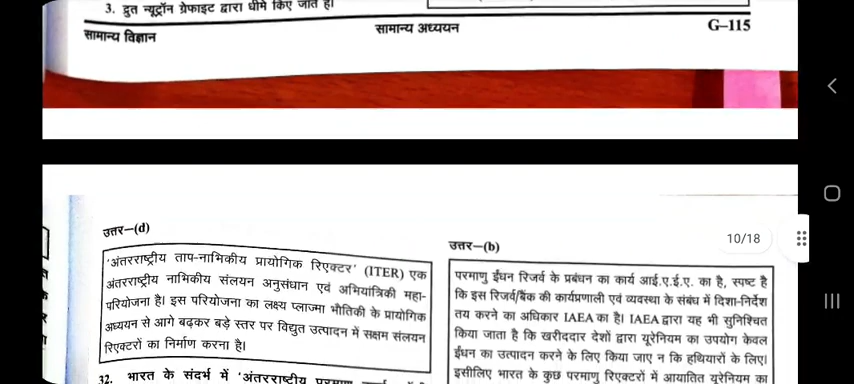 3. द्रुत न्यूट्रॉन ग्रेफाइट द्वारा धीमे किए जाते हैं।
सामान्य विज्ञान
सामान्य अध्ययन
G–115
उत्तर–(d)
'अंतरराष्ट्रीय ताप-नाभिकीय प्रायोगिक रिएक्टर' (ITER) एक
अंतरराष्ट्रीय नाभिकीय संलयन अनुसंधान एवं अभियांत्रिकी महा-
परियोजना है। इस परियोजना का लक्ष्य प्लाज्मा भौतिकी के प्रायोगिक
अध्ययन से आगे बढ़कर बड़े स्तर पर विद्युत उत्पादन में सक्षम संलयन
रिएक्टरों का निर्माण करना है।
32. भारत के संदर्भ में 'अंतरराष्ट्रीय
उत्तर–(b)
10/18
परमाणु ईंधन रिजर्व के प्रबंधन का कार्य आई.ए.ई.ए. का है, स्पष्ट है
कि इस रिजर्व/बैंक की कार्यप्रणाली एवं व्यवस्था के संबंध में दिशा-निर्देश
तय करने का अधिकार IAEA का है। IAEA द्वारा यह भी सुनिश्चित
किया जाता है कि खरीददार देशों द्वारा यूरेनियम का उपयोग केवल
ईंधन का उत्पादन करने के लिए किया जाए न कि हथियारों के लिए।
इसीलिए भारत के कुछ परमाणु रिएक्टरों में आयातित यूरेनियम का